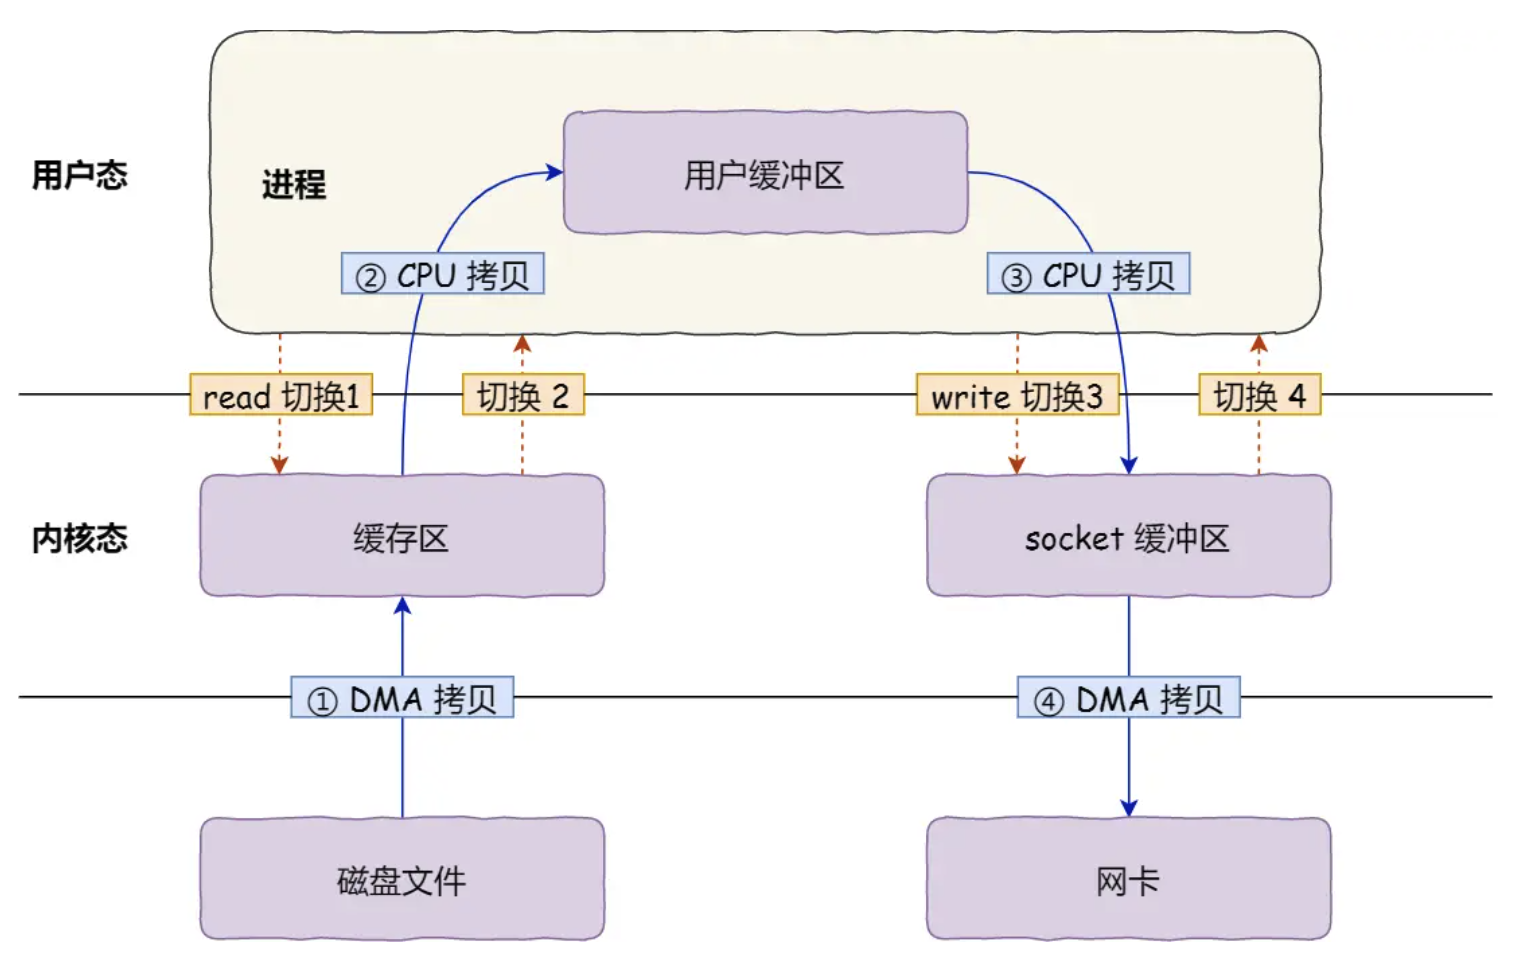 用户态
进程
用户缓冲区
② CPU 拷贝
③ CPU 拷贝
read 切换1
切换 2
write 切换3
切换 4
内核态
缓存区
socket 缓冲区
① DMA 拷贝
④ DMA 拷贝
磁盘文件
网卡